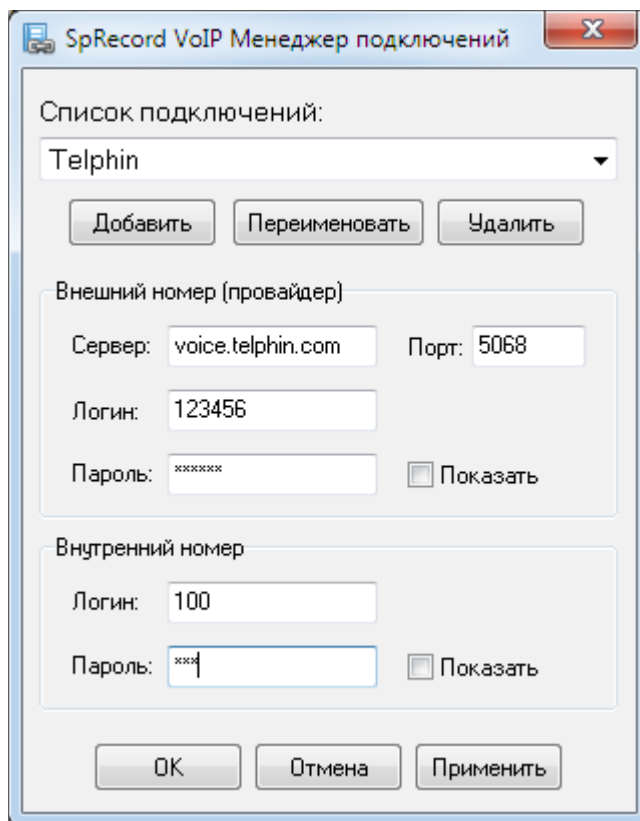 SpRecord VoIP Менеджер подключений
Список подключений:
Telphin
Добавить Переименовать Удалить
Внешний номер (провайдер)
Сервер: voice.telphin.com Порт: 5068
Логин: 123456
Пароль: ****** Показать
Внутренний номер
Логин: 100
Пароль: *** Показать
OK Отмена Применить